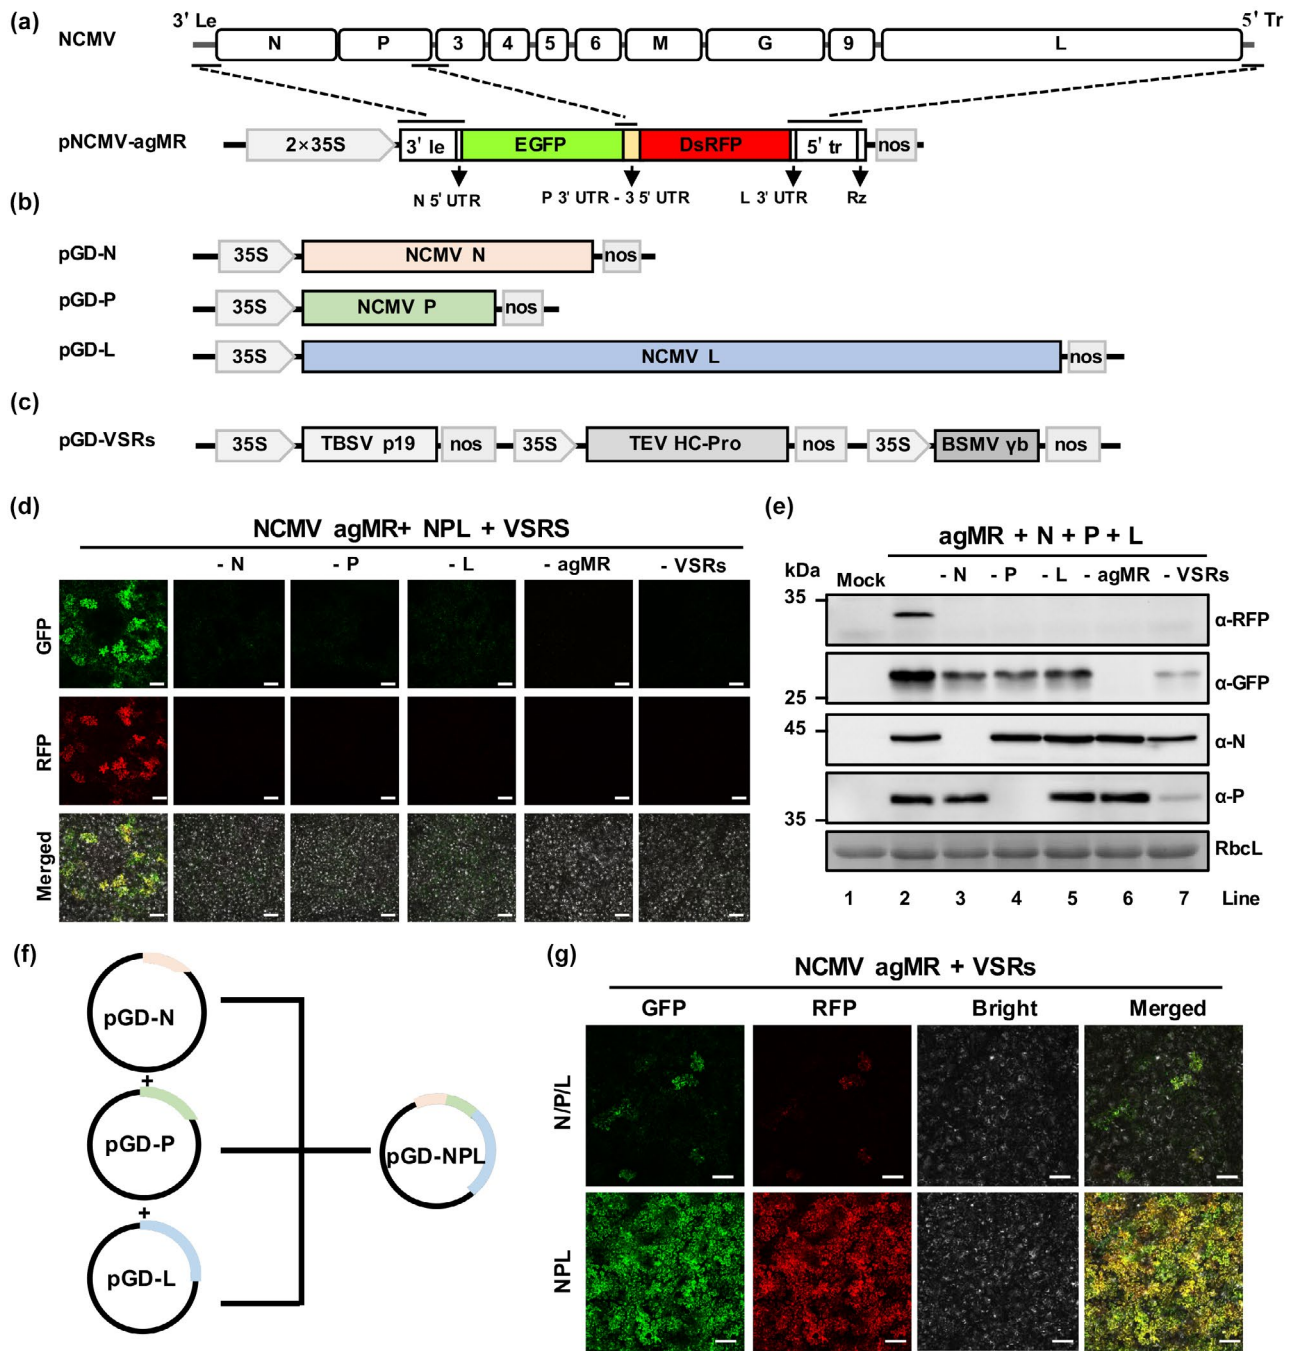 (a)
3' Le
5' Tr
NCMV
N P 3 4 5 6 M G 9 L
pNCMV-agMR
2×35S 3' le EGFP DsRFP 5' tr nos
N 5' UTR P 3' UTR - 3 5' UTR L 3' UTR Rz
(b)
pGD-N 35S NCMV N nos
pGD-P 35S NCMV P nos
pGD-L 35S NCMV L nos
(c)
pGD-VSRs 35S TBSV p19 nos 35S TEV HC-Pro nos 35S BSMV γb nos
(d)
NCMV agMR+ NPL + VSRS
- N - P - L - agMR - VSRs
GFP
RFP
Merged
(e)
agMR + N + P + L
kDa Mock - N - P - L - agMR - VSRs
35 α-RFP
α-GFP
25
45 α-N
α-P
35
RbcL
1 2 3 4 5 6 7 Line
(f)
pGD-N
+
pGD-P
+
pGD-L
pGD-NPL
(g)
NCMV agMR + VSRs
GFP RFP Bright Merged
N/P/L
NPL